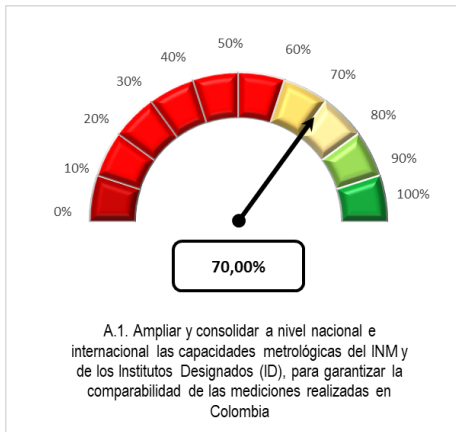 0%
10%
20%
30%
40%
50%
60%
70%
80%
90%
100%
70,00%
A.1. Ampliar y consolidar a nivel nacional e
internacional las capacidades metrológicas del INM y
de los Institutos Designados (ID), para garantizar la
comparabilidad de las mediciones realizadas en
Colombia